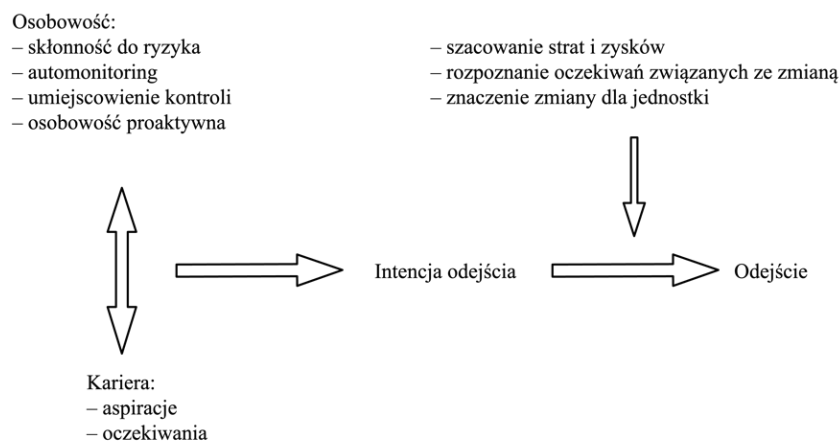 Osobowość:
– skłonność do ryzyka
– automonitoring
– umiejscowienie kontroli
– osobowość proaktywna
– szacowanie strat i zysków
– rozpoznanie oczekiwań związanych ze zmianą
– znaczenie zmiany dla jednostki
Intencja odejścia
Odejście
Kariera:
– aspiracje
– oczekiwania